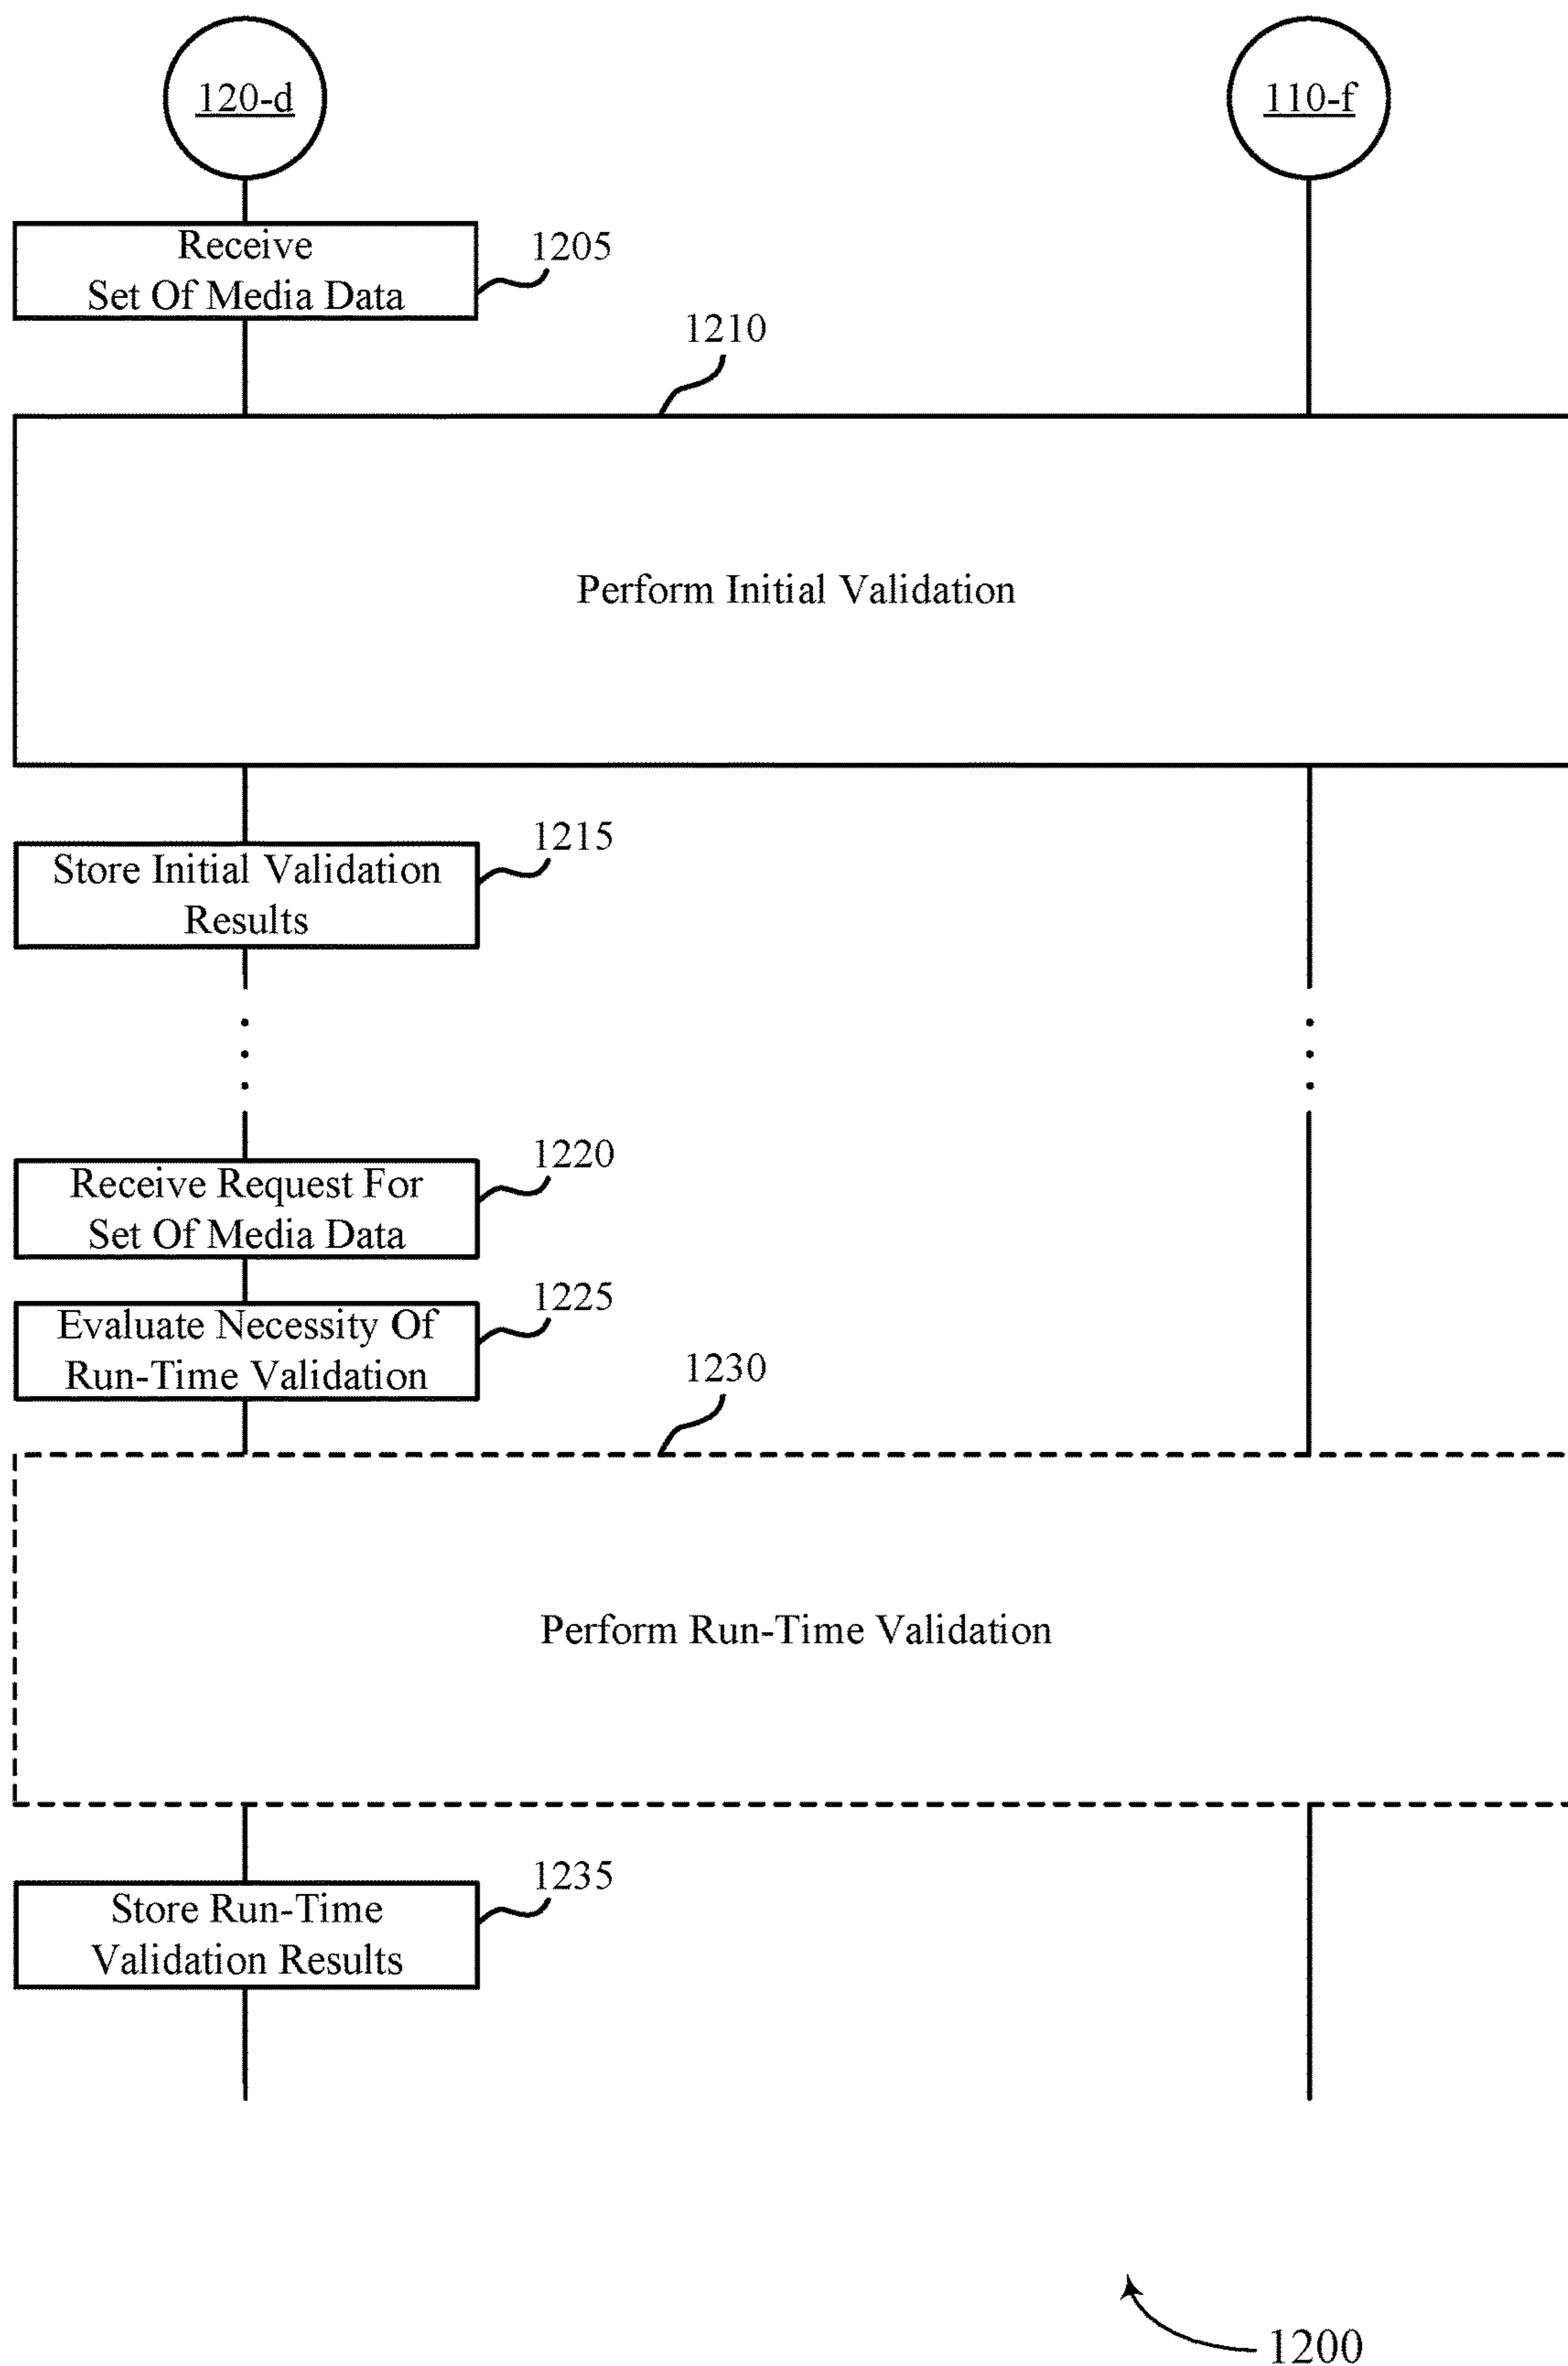 120-d
110-f
Receive
Set Of Media Data
1205
1210
Perform Initial Validation
1215
Store Initial Validation
Results
1220
Receive Request For
Set Of Media Data
1225
Evaluate Necessity Of
Run-Time Validation
1230
Perform Run-Time Validation
1235
Store Run-Time
Validation Results
1200